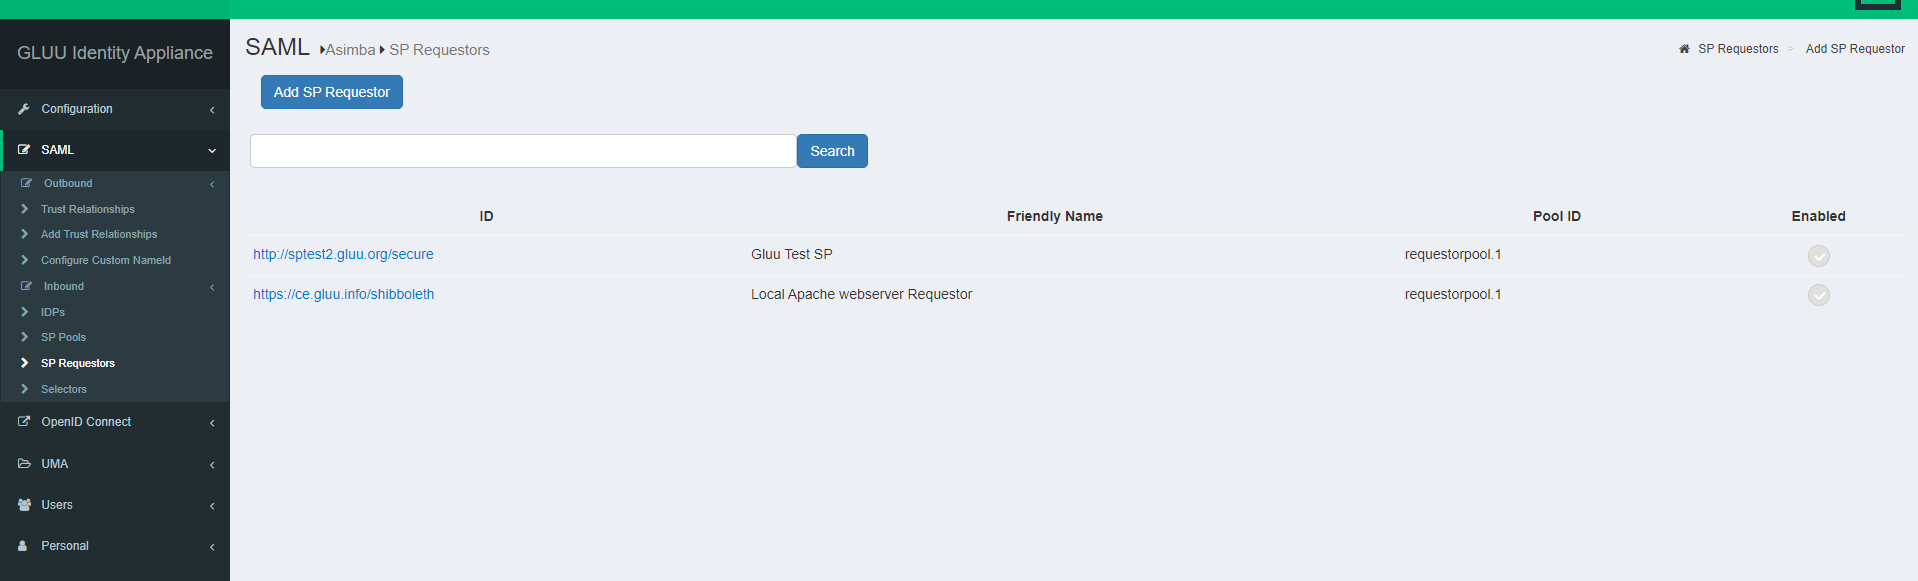 GLUU Identity Appliance
Configuration
SAML
Outbound
Trust Relationships
Add Trust Relationships
Configure Custom NameId
Inbound
IDPs
SP Pools
SP Requestors
Selectors
OpenID Connect
UMA
Users
Personal
SAML Asimba SP Requestors
SP Requestors > Add SP Requestor
Add SP Requestor
Search
ID Friendly Name Pool ID Enabled
http://sptest2.gluu.org/secure Gluu Test SP requestorpool.1
https://ce.gluu.info/shibboleth Local Apache webserver Requestor requestorpool.1